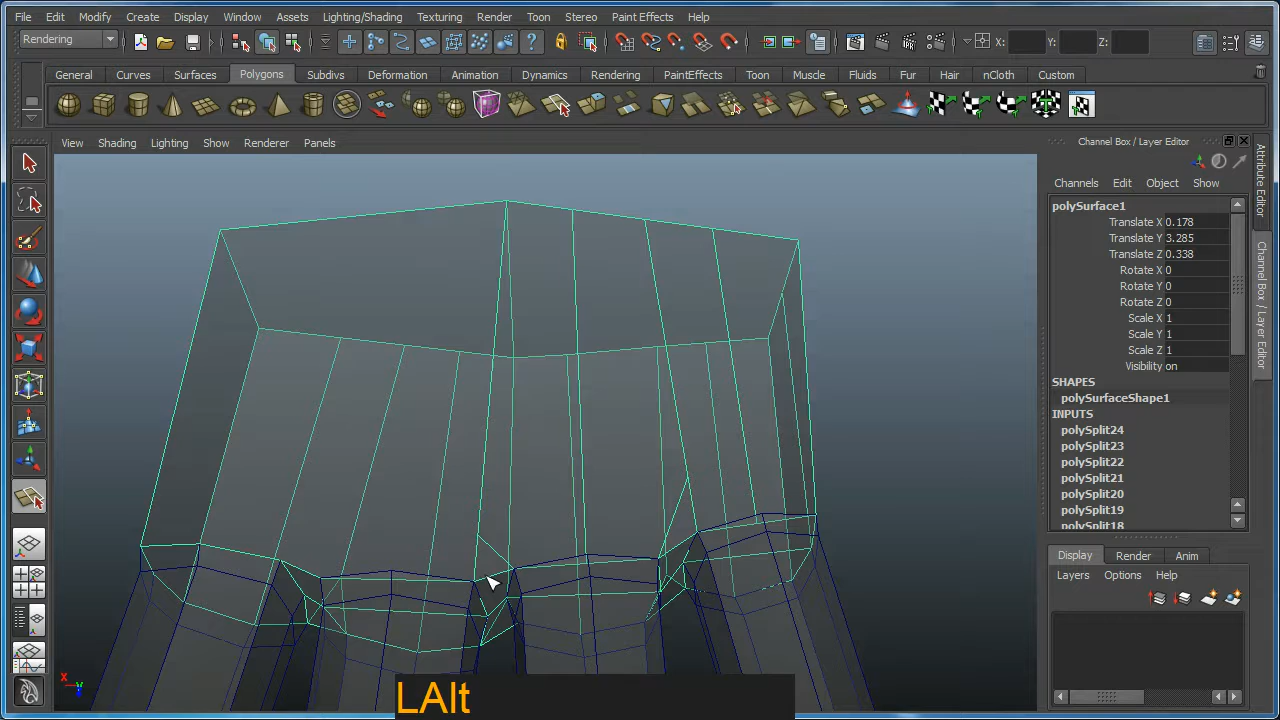 File Edit Modify Create Display Window Assets Lighting/Shading Texturing Render Toon Stereo Paint Effects Help
Rendering X: Y: Z:
General Curves Surfaces Polygons Subdivs Deformation Animation Dynamics Rendering PaintEffects Toon Muscle Fluids Fur Hair nCloth Custom
View Shading Lighting Show Renderer Panels
Channel Box / Layer Editor
Channels Edit Object Show
polySurface1
Translate X 0.178
Translate Y 3.285
Translate Z 0.338
Rotate X 0
Rotate Y 0
Rotate Z 0
Scale X 1
Scale Y 1
Scale Z 1
Visibility on
SHAPES
polySurfaceShape1
INPUTS
polySplit24
polySplit23
polySplit22
polySplit21
polySplit20
polySplit19
polySplit18
Display Render Anim
Layers Options Help
Attribute Editor
Channel Box / Layer Editor
X
Y
LAlt